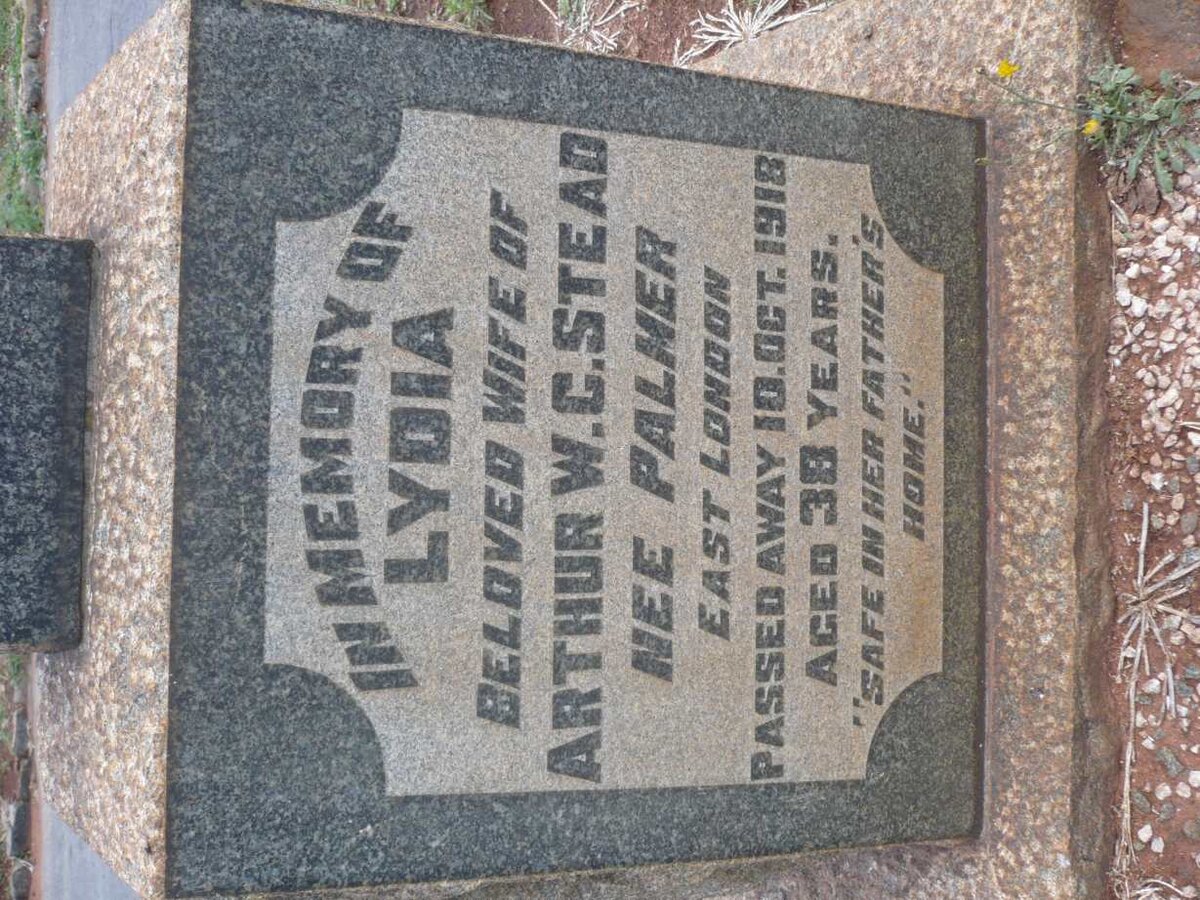 IN MEMORY OF
LYDIA
BELOVED WIFE OF
ARTHUR W.C. STEAD
NEE PALMER
EAST LONDON
PASSED AWAY 10. OCT. 1918
AGED 38 YEARS.
"SAFE IN HER FATHER'S
HOME."